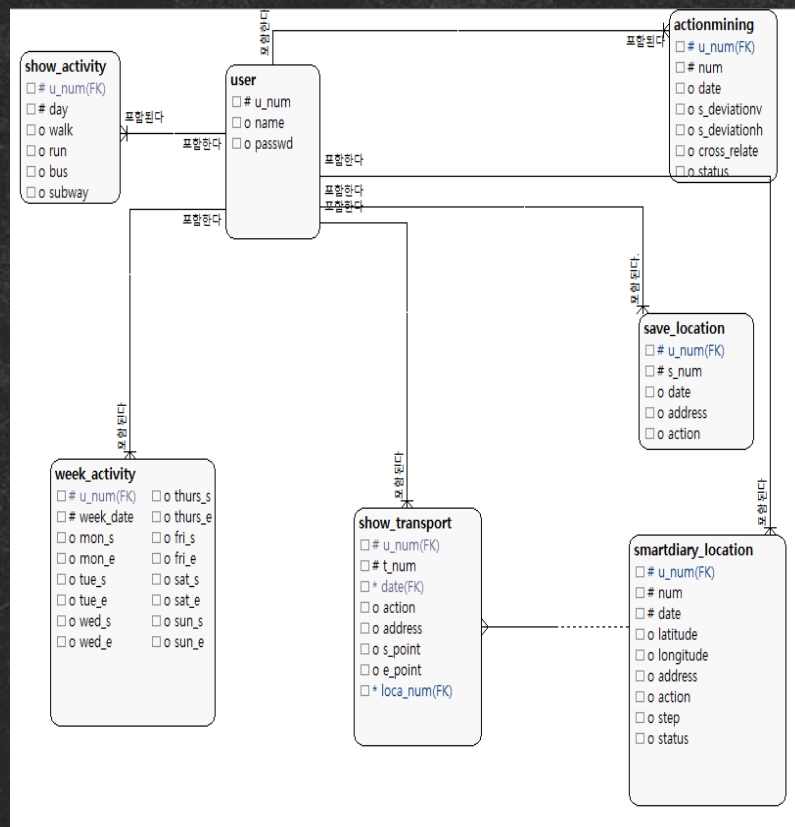 actionmining
# u_num(FK)
# num
o date
o s_deviationv
o s_deviationh
o cross_relate
o status
포함한다
포함된다
show_activity
# u_num(FK)
# day
o walk
o run
o bus
o subway
포함된다
포함한다
user
# u_num
o name
o passwd
포함한다
포함한다
포함한다
포함한다
포함된다.
save_location
# u_num(FK)
# s_num
o date
o address
o action
포함된다
week_activity
# u_num(FK)
# week_date
o mon_s
o mon_e
o tue_s
o tue_e
o wed_s
o wed_e
o thurs_s
o thurs_e
o fri_s
o fri_e
o sat_s
o sat_e
o sun_s
o sun_e
포함된다
show_transport
# u_num(FK)
# t_num
* date(FK)
o action
o address
o s_point
o e_point
* loca_num(FK)
포함된다
smartdiary_location
# u_num(FK)
# num
# date
o latitude
o longitude
o address
o action
o step
o status